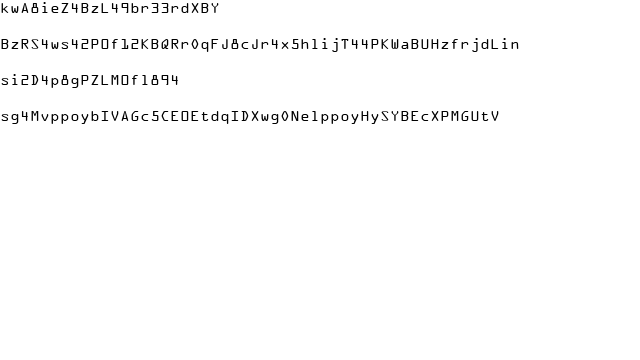 kwA8ieZ4BzL49br33rdXBY
BzRS4ws42POf12KBQRr0qFJ8cJr4x5hlijT44PKWaBUHzfrjdLin
si2D4p8gPZLMOf1894
sg4MvppoybIVAGc5CEOEtdqIDXwg0NelppoyHySYBEcXPMGUtV